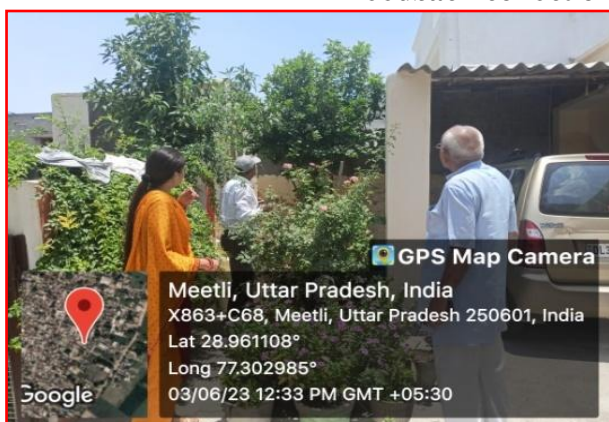 GPS Map Camera
Meetli, Uttar Pradesh, India
X863+C68, Meetli, Uttar Pradesh 250601, India
Lat 28.961108°
Long 77.302985°
03/06/23 12:33 PM GMT +05:30
Google